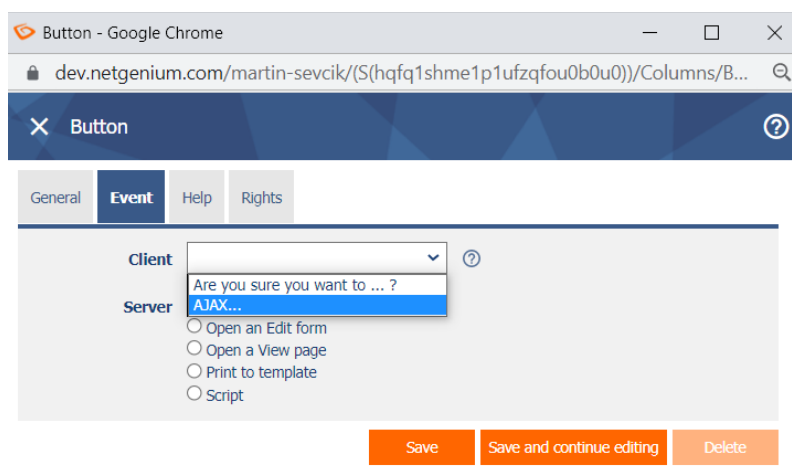 Button - Google Chrome
dev.netgenium.com/martin-sevcik/(S(hqfq1shme1p1ufzqfou0b0u0))/Columns/B...
Button
General Event Help Rights
Client
Are you sure you want to ... ?
Server AJAX...
Open an Edit form
Open a View page
Print to template
Script
Save Save and continue editing Delete